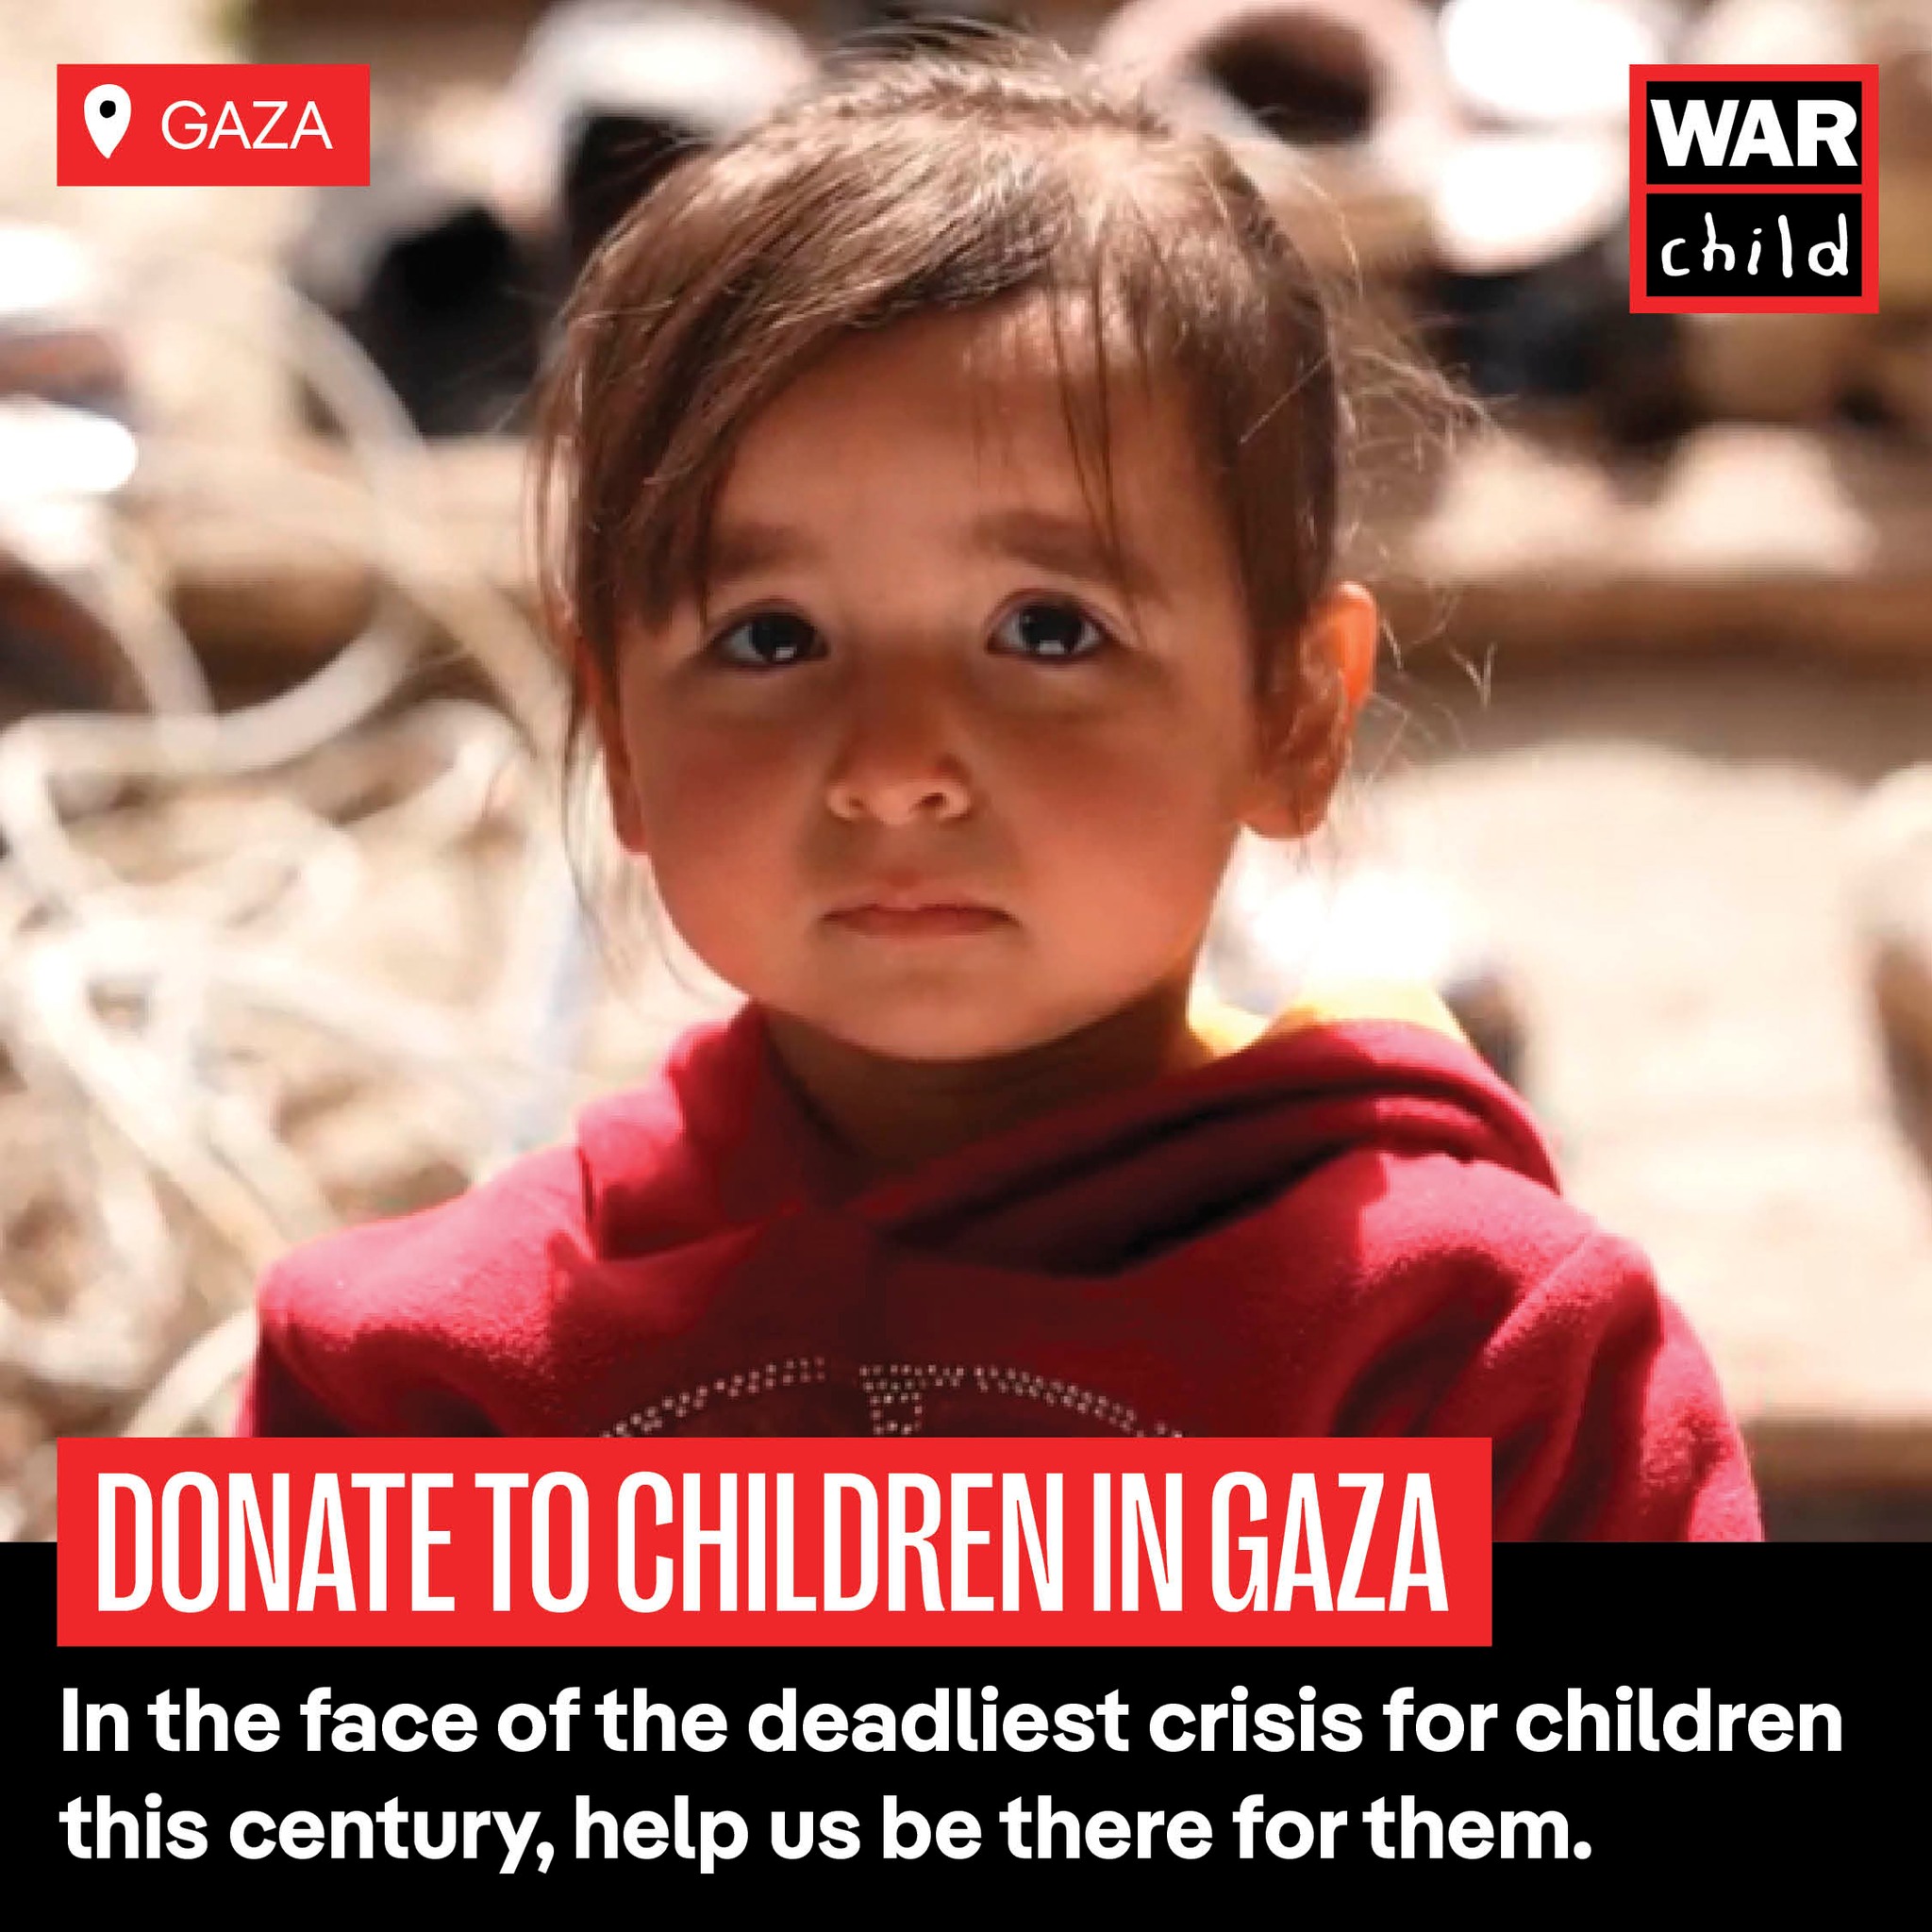 GAZA
WAR
child
DONATE TO CHILDREN IN GAZA
In the face of the deadliest crisis for children
this century, help us be there for them.